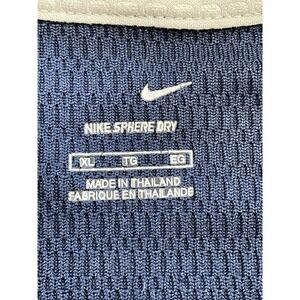 NIKE SPHERE DRY
XL TG EG
MADE IN THAILAND
FABRIQUE EN THAILANDE